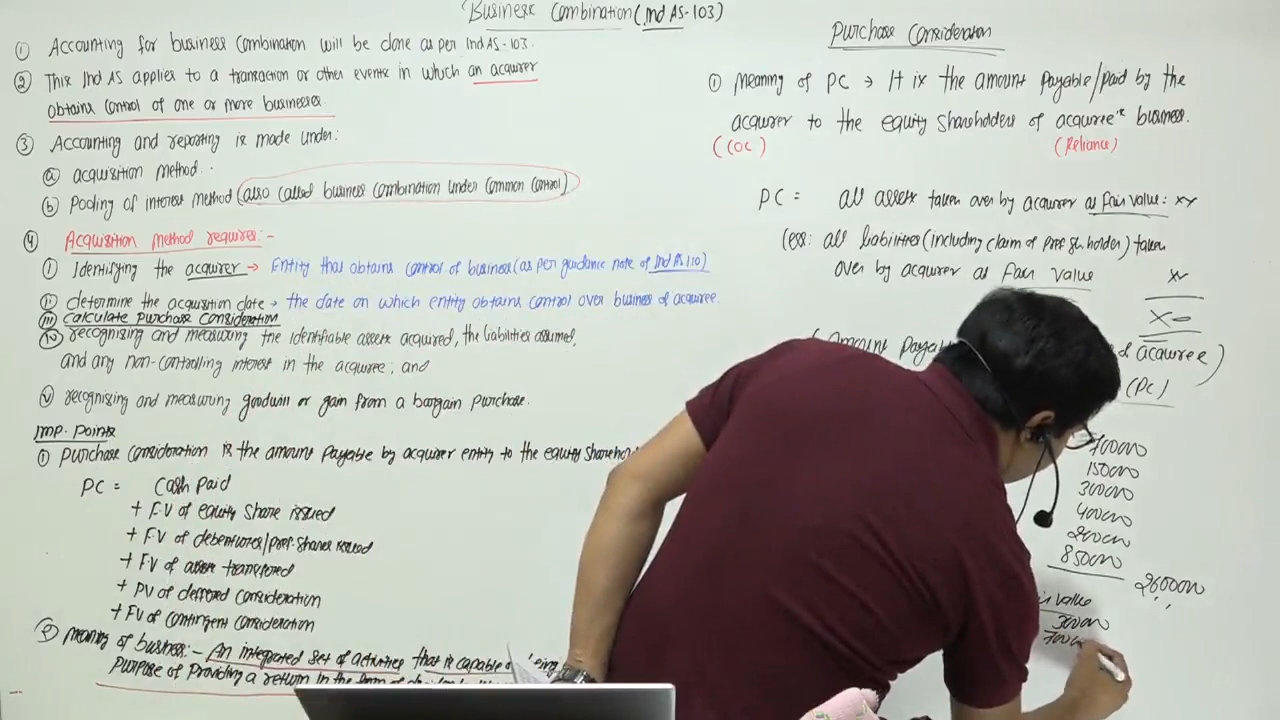 Business Combination (Ind AS-103)
① Accounting for business combination will be done as per Ind AS-103.
② This Ind AS applies to a transaction or other events in which an acquirer
obtains control of one or more businesses.
③ Accounting and reporting is made under:
ⓐ acquisition method.
ⓑ Pooling of interest method (also called business combination under common control)
④ Acquisition method requires:-
ⓘ Identifying the acquirer → Entity that obtains control of business (as per guidance note of Ind AS 110)
ii determine the acquisition date → the date on which entity obtains control over business of acquiree.
iii Calculate purchase consideration
iv recognising and measuring the identifiable assets acquired, the liabilities assumed,
and any non-controlling interest in the acquiree; and
v recognising and measuring goodwill or gain from a bargain purchase.
Imp. Points
① Purchase consideration is the amount payable by acquirer entity to the equity
PC = Cash paid
+ F.V of equity share issued
+ F.V of debentures/pref. shares issued
+ F.V of asset transferred
+ PV of deffered consideration
+ FV of contingent consideration
② meaning of business:- An integrated set of activities that is capable of being
purpose of providing a return in the form of
Purchase Consideration
① meaning of PC → It is the amount payable/paid by the
acquirer to the equity shareholders of acquiree's business.
(COC) (Reliance)
PC = all assets taken over by acquirer as fair value: xx
Less: all liabilities (including claim of pref. sh. holder) taken
over by acquirer as fair value xx
Amount of acquiree)
(PC)
150000
300000
400000
200000
850000
2600000
value
300000